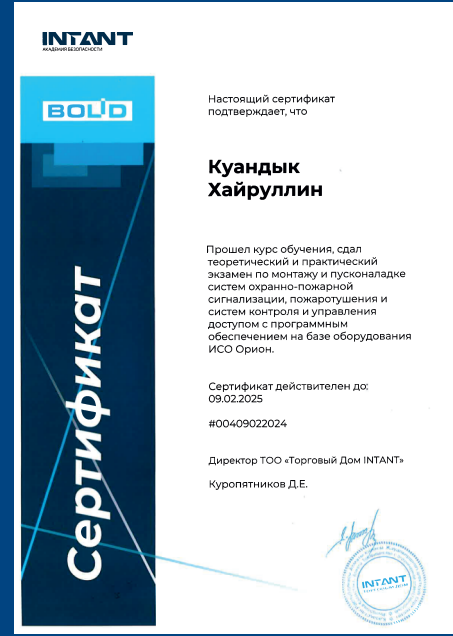 INTANT
АКАДЕМИЯ БЕЗОПАСНОСТИ
BOLID
Сертификат
Настоящий сертификат
подтверждает, что
Куандык
Хайруллин
Прошел курс обучения, сдал
теоретический и практический
экзамен по монтажу и пусконаладке
систем охранно-пожарной
сигнализации, пожаротушения и
систем контроля и управления
доступом с программным
обеспечением на базе оборудования
ИСО Орион.
Сертификат действителен до:
09.02.2025
#00409022024
Директор ТОО «Торговый Дом INTANT»
Куропятников Д.Е.
INTANT